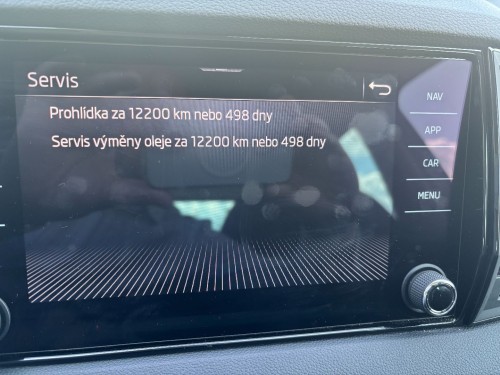 Servis
Prohlídka za 12200 km nebo 498 dny
Servis výměny oleje za 12200 km nebo 498 dny
NAV
APP
CAR
MENU